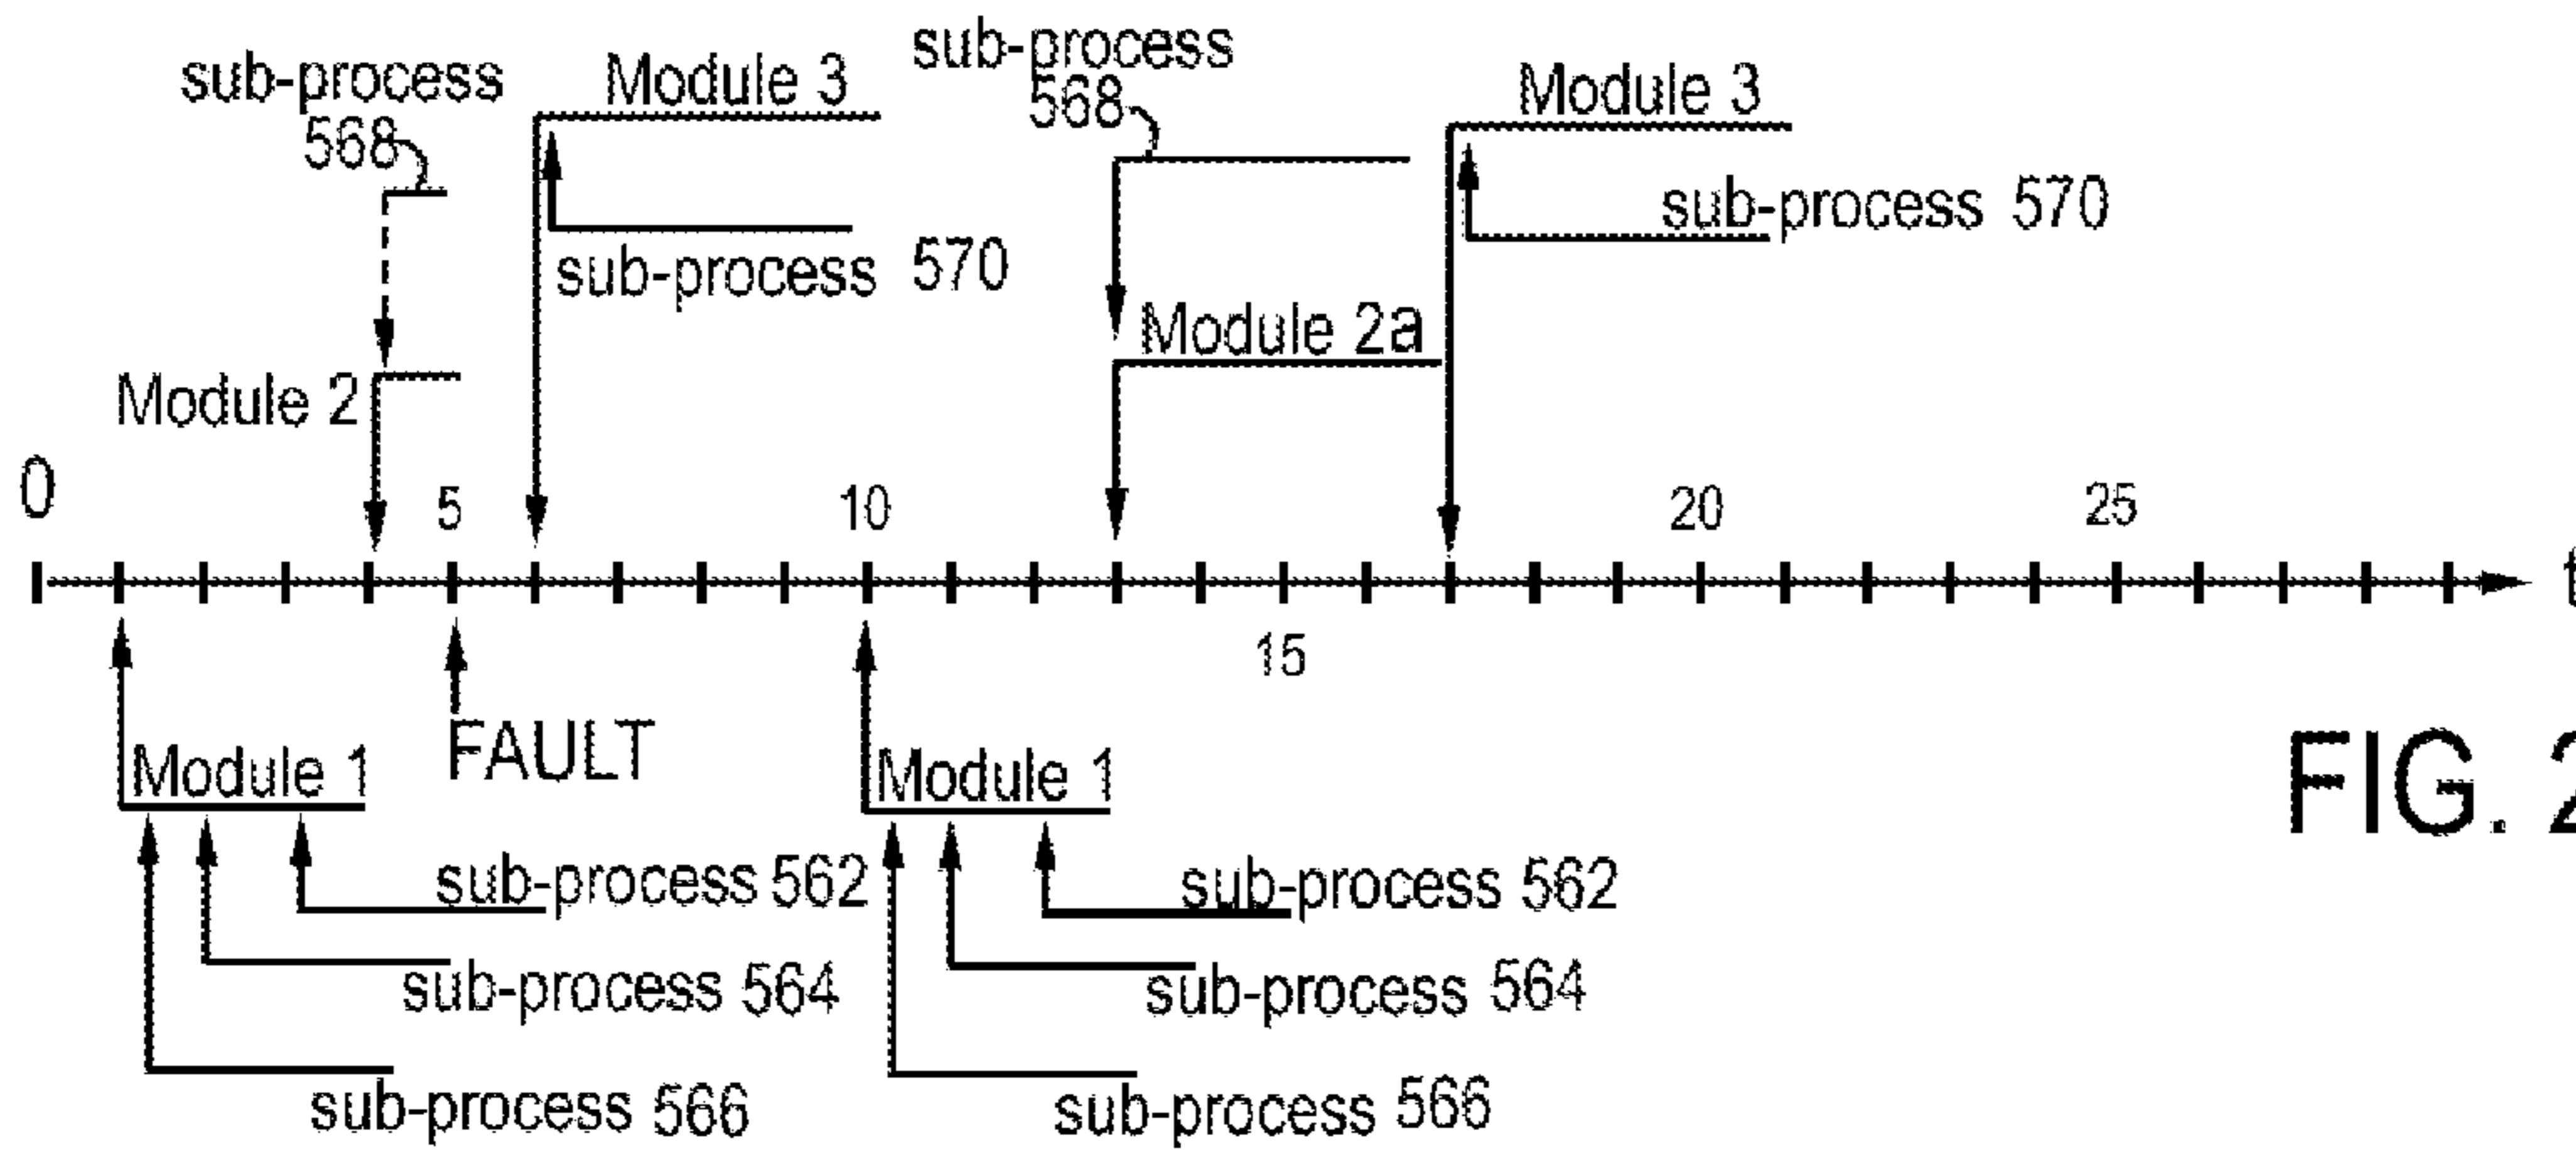 sub-process
568
Module 3
sub-process
568
Module 3
sub-process 570
sub-process 570
Module 2a
Module 2
0
5
10
20
25
15
t
FAULT
Module 1
Module 1
FIG. 2
sub-process 562
sub-process 562
sub-process 564
sub-process 564
sub-process 566
sub-process 566